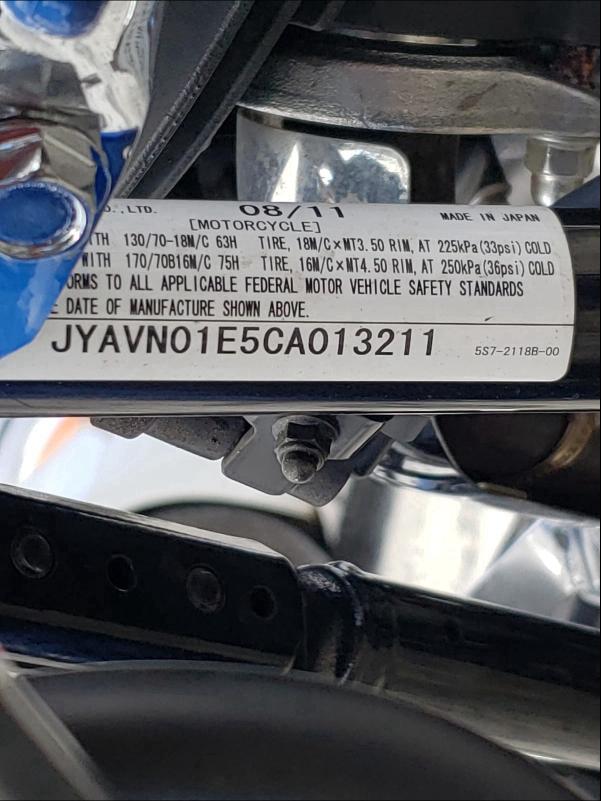 ., LTD.
08/11
MADE IN JAPAN
[MOTORCYCLE]
130/70-18M/C 63H TIRE, 18M/C×MT3.50 RIM, AT 225kPa(33psi) COLD
WITH 170/70B16M/C 75H TIRE, 16M/C×MT4.50 RIM, AT 250kPa(36psi) COLD
TO ALL APPLICABLE FEDERAL MOTOR VEHICLE SAFETY STANDARDS
DATE OF MANUFACTURE SHOWN ABOVE.
JYAVN01E5CA013211
5S7-2118B-00